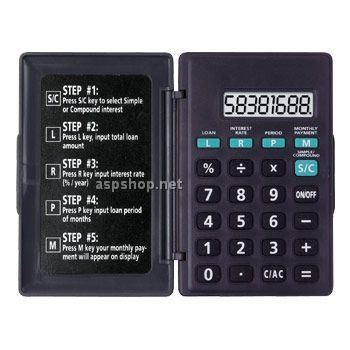 STEP #1:
S/C
Press S/C key to select Simple
or Compound interest
STEP #2:
L
Press L key, input total loan
amount
STEP #3:
R
Press R key input interest rate
(% / year)
aspshop.net
STEP #4:
P
Press P key, input loan period
of months
STEP #5:
M
Press M key your monthly pay-
ment will appear on display
58381688.
LOAN INTEREST RATE PERIOD MONTHLY PAYMENT
L R P M
SIMPLE/
COMPOUND
% ÷ x S/C
7 8 9 ON/OFF
4 5 6 −
1 2 3 +
0 . C/AC =